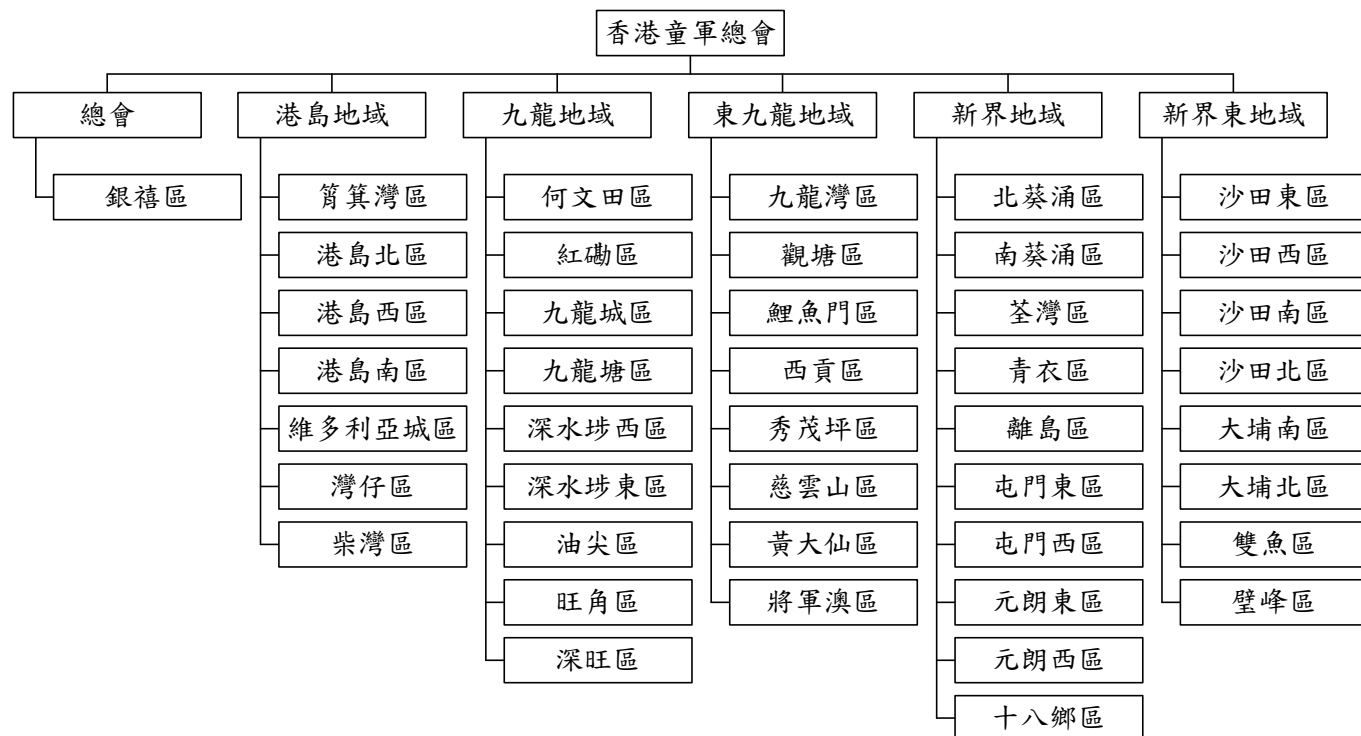 香港童軍總會
總會
港島地域
九龍地域
東九龍地域
新界地域
新界東地域
銀禧區
筲箕灣區
港島北區
港島西區
港島南區
維多利亞城區
灣仔區
柴灣區
何文田區
紅磡區
九龍城區
九龍塘區
深水埗西區
深水埗東區
油尖區
旺角區
深旺區
九龍灣區
觀塘區
鯉魚門區
西貢區
秀茂坪區
慈雲山區
黃大仙區
將軍澳區
北葵涌區
南葵涌區
荃灣區
青衣區
離島區
屯門東區
屯門西區
元朗東區
元朗西區
十八鄉區
沙田東區
沙田西區
沙田南區
沙田北區
大埔南區
大埔北區
雙魚區
璧峰區